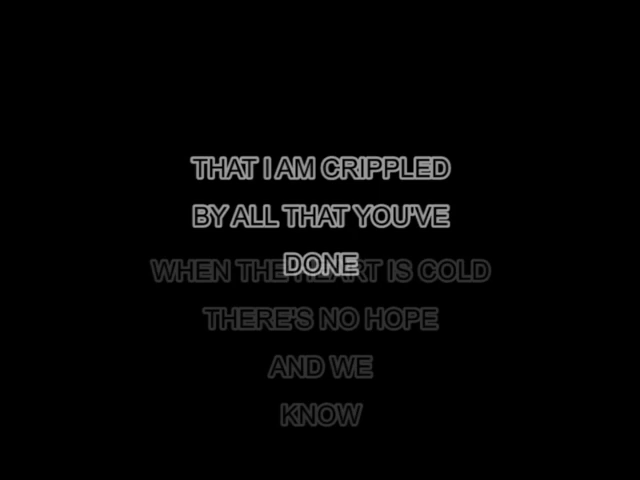 THAT I AM CRIPPLED
BY ALL THAT YOU'VE
DONE
WHEN THE HEART IS COLD
THERE'S NO HOPE
AND WE
KNOW